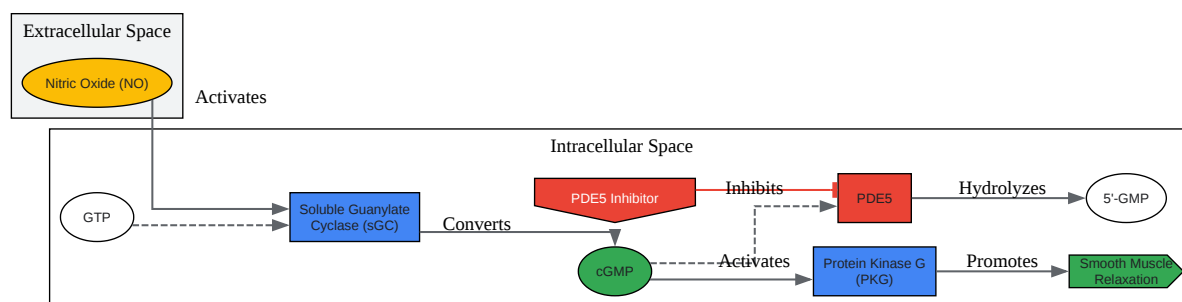 Extracellular Space
Nitric Oxide (NO)
Activates
Intracellular Space
GTP
Soluble Guanylate
Cyclase (sGC)
Converts
PDE5 Inhibitor
Inhibits
PDE5
Hydrolyzes
5'-GMP
cGMP
Activates
Protein Kinase G
(PKG)
Promotes
Smooth Muscle
Relaxation